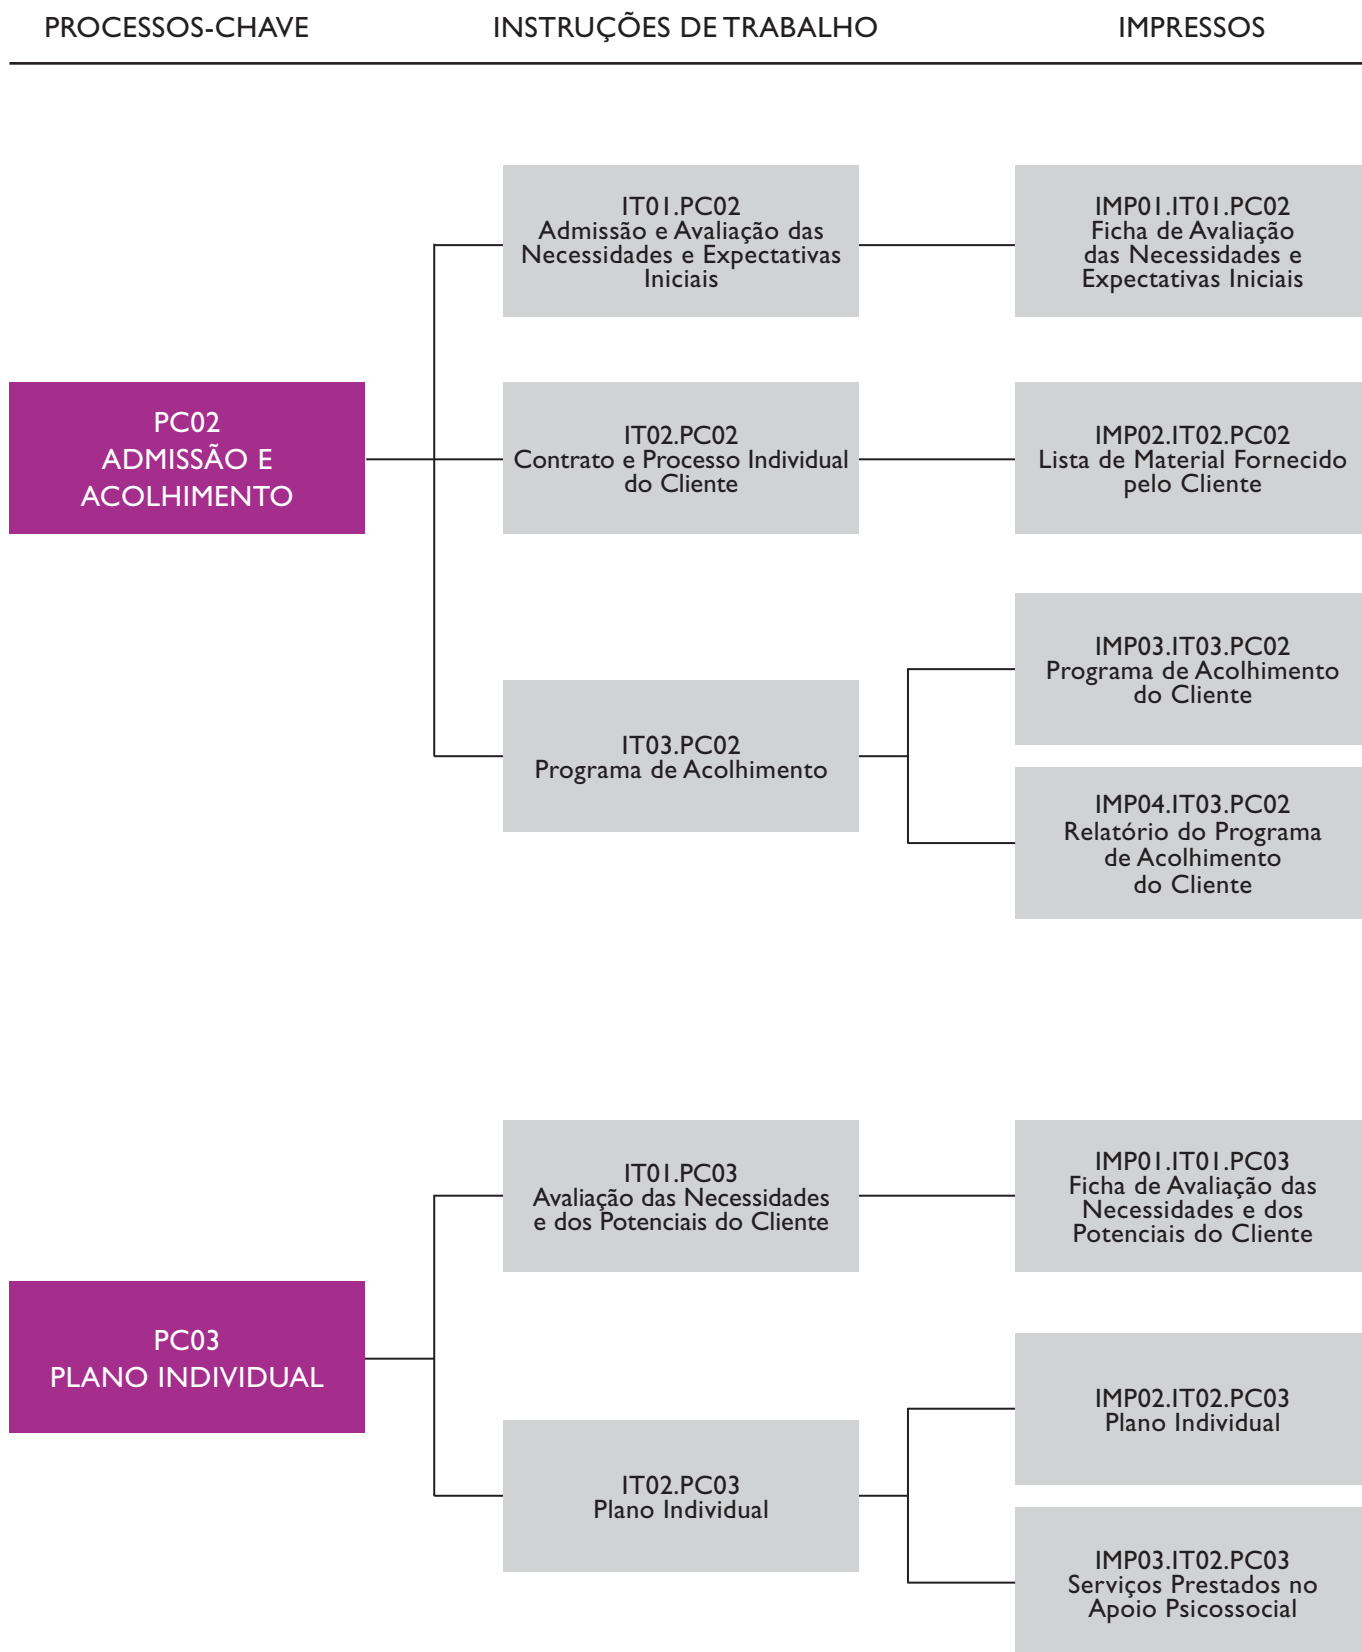 PROCESSOS-CHAVE
INSTRUÇÕES DE TRABALHO
IMPRESSOS
PC02
ADMISSÃO E
ACOLHIMENTO
IT01.PC02
Admissão e Avaliação das
Necessidades e Expectativas
Iniciais
IMP01.IT01.PC02
Ficha de Avaliação
das Necessidades e
Expectativas Iniciais
IT02.PC02
Contrato e Processo Individual
do Cliente
IMP02.IT02.PC02
Lista de Material Fornecido
pelo Cliente
IT03.PC02
Programa de Acolhimento
IMP03.IT03.PC02
Programa de Acolhimento
do Cliente
IMP04.IT03.PC02
Relatório do Programa
de Acolhimento
do Cliente
PC03
PLANO INDIVIDUAL
IT01.PC03
Avaliação das Necessidades
e dos Potenciais do Cliente
IMP01.IT01.PC03
Ficha de Avaliação das
Necessidades e dos
Potenciais do Cliente
IT02.PC03
Plano Individual
IMP02.IT02.PC03
Plano Individual
IMP03.IT02.PC03
Serviços Prestados no
Apoio Psicossocial